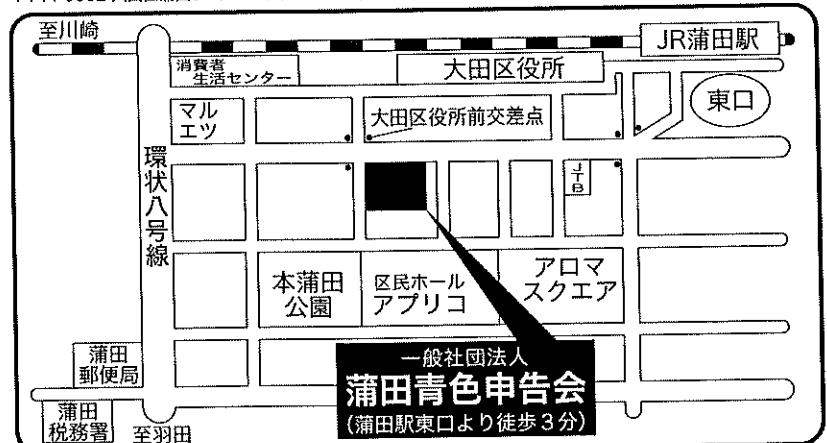 至川崎
JR蒲田駅
消費者
生活センター
大田区役所
東口
マル
エツ
大田区役所前交差点
環状八号線
JTB
本蒲田
公園
区民ホール
アプリコ
アロマ
スクエア
蒲田
郵便局
一般社団法人
蒲田青色申告会
(蒲田駅東口より徒歩3分)
蒲田
税務署
至羽田